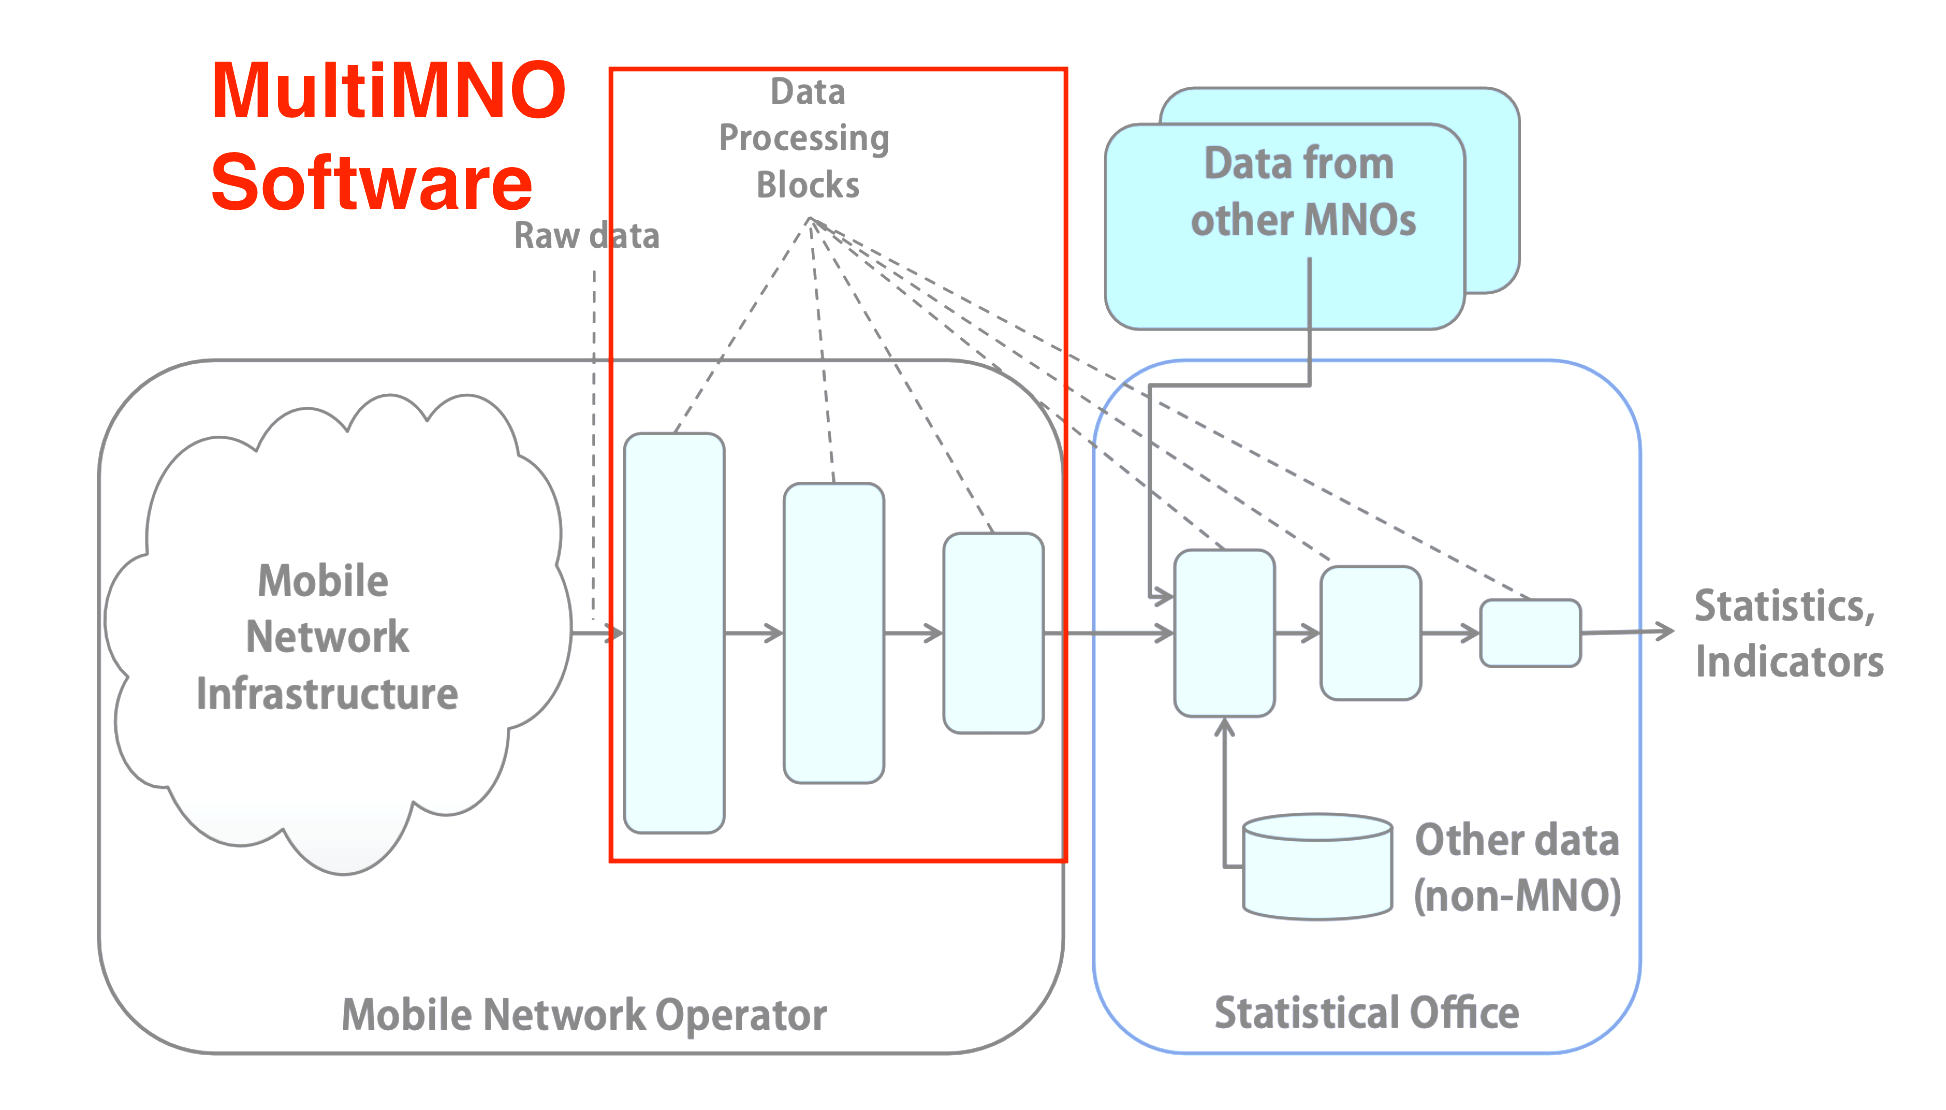 MultiMNO
Software
Data
Processing
Blocks
Raw data
Data from
other MNOs
Mobile
Network
Infrastructure
Statistics,
Indicators
Other data
(non-MNO)
Mobile Network Operator
Statistical Office